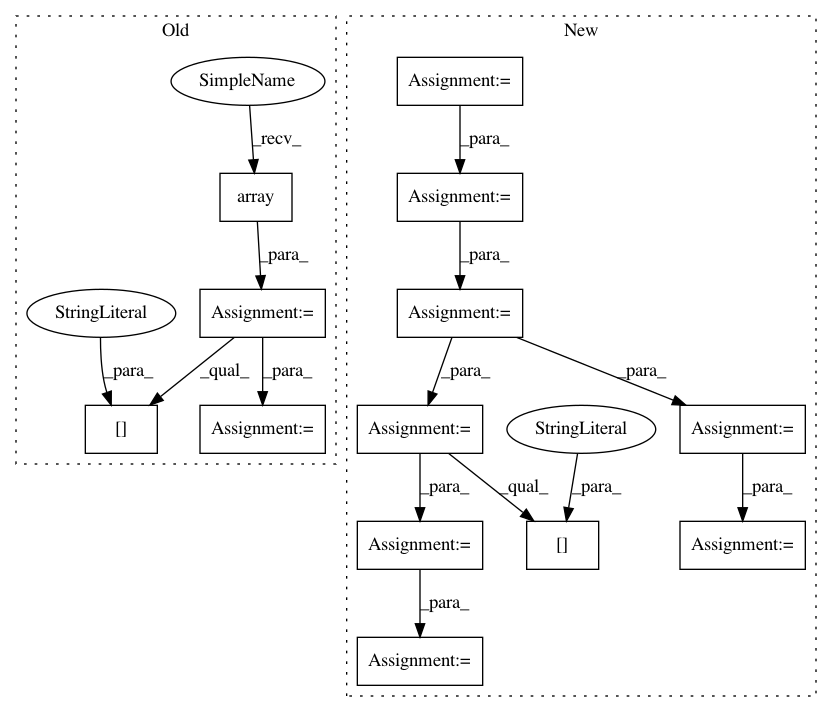 Old
New
SimpleName
Assignment:=
_recv_
_para_
array
Assignment:=
_para_
_para_
StringLiteral
Assignment:=
Assignment:=
_para_
_qual_
_para_
_para_
_para_
[]
Assignment:=
Assignment:=
StringLiteral
Assignment:=
_para_
_qual_
_para_
_para_
Assignment:=
[]
Assignment:=
_para_
Assignment:=